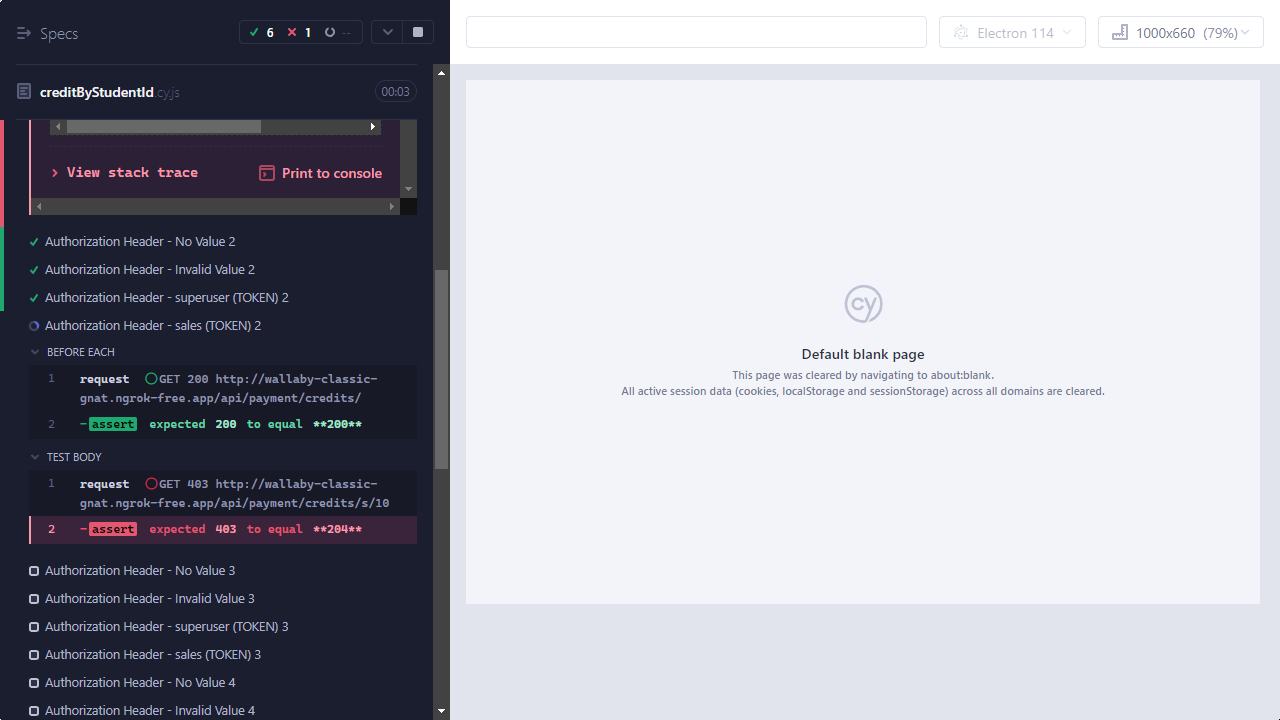 Specs
6
1
--
Electron 114
1000x660 (79%)
creditByStudentId.cy.js
00:03
View stack trace
Print to console
Authorization Header - No Value 2
Authorization Header - Invalid Value 2
Authorization Header - superuser (TOKEN) 2
Authorization Header - sales (TOKEN) 2
BEFORE EACH
1 request GET 200 http://wallaby-classic-
gnat.ngrok-free.app/api/payment/credits/
2 -assert expected 200 to equal **200**
TEST BODY
1 request GET 403 http://wallaby-classic-
gnat.ngrok-free.app/api/payment/credits/s/10
2 -assert expected 403 to equal **204**
Authorization Header - No Value 3
Authorization Header - Invalid Value 3
Authorization Header - superuser (TOKEN) 3
Authorization Header - sales (TOKEN) 3
Authorization Header - No Value 4
Authorization Header - Invalid Value 4
cy
Default blank page
This page was cleared by navigating to about:blank.
All active session data (cookies, localStorage and sessionStorage) across all domains are cleared.